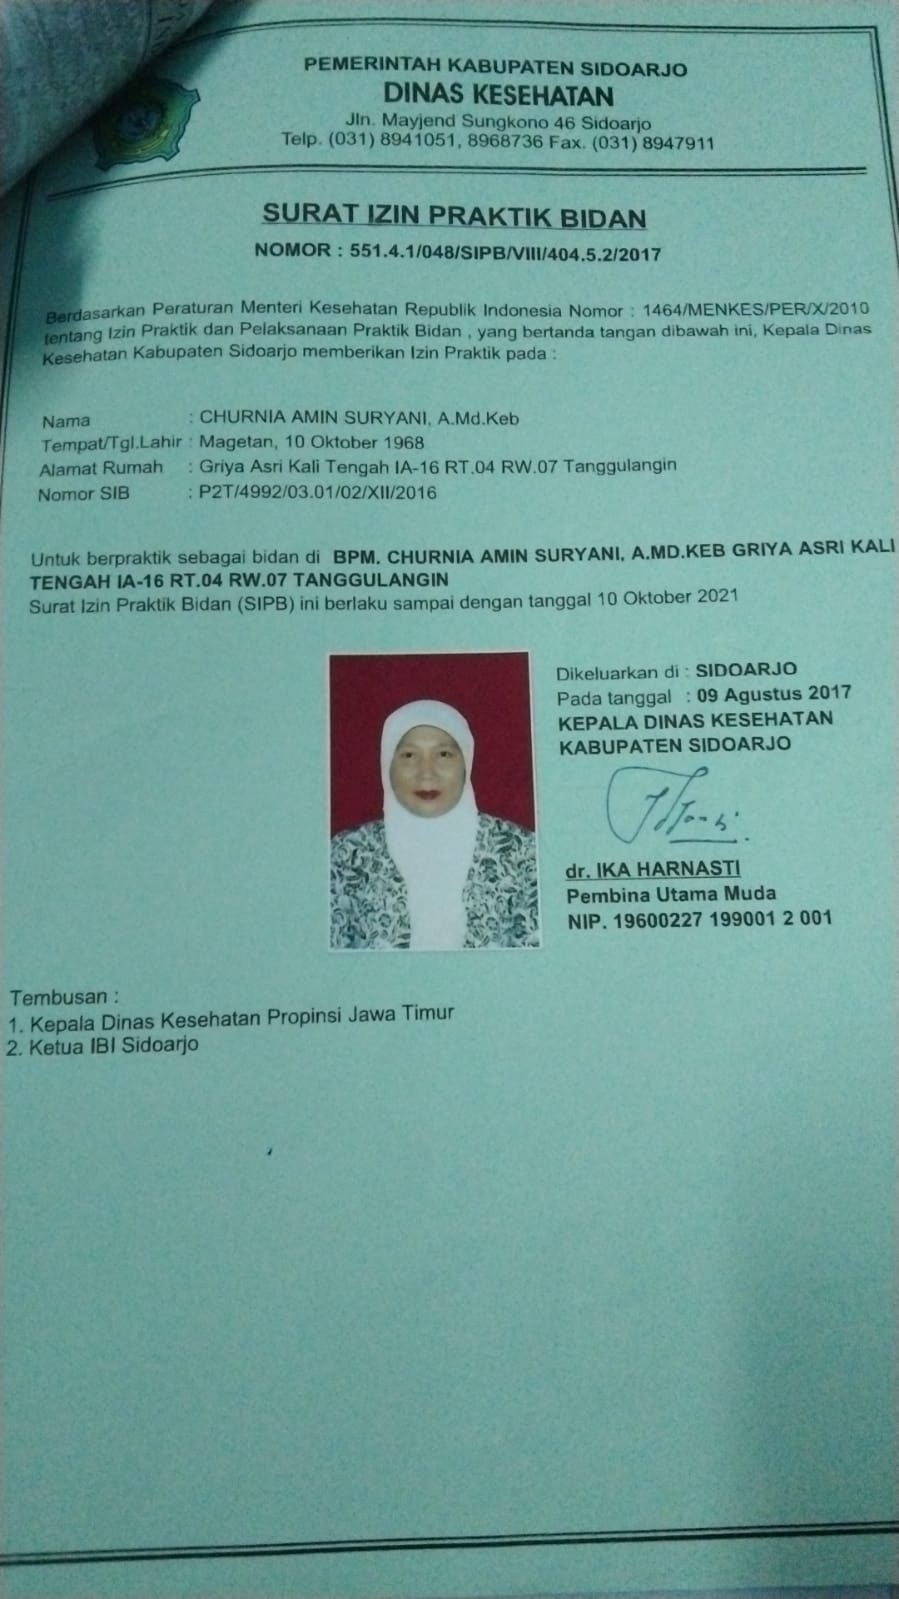 PEMERINTAH KABUPATEN SIDOARJO
DINAS KESEHATAN
Jln. Mayjend Sungkono 46 Sidoarjo
Telp. (031) 8941051, 8968736 Fax. (031) 8947911
SURAT IZIN PRAKTIK BIDAN
NOMOR : 551.4.1/048/SIPB/VIII/404.5.2/2017
Berdasarkan Peraturan Menteri Kesehatan Republik Indonesia Nomor : 1464/MENKES/PER/X/2010
tentang Izin Praktik dan Pelaksanaan Praktik Bidan , yang bertanda tangan dibawah ini, Kepala Dinas
Kesehatan Kabupaten Sidoarjo memberikan Izin Praktik pada :
Nama : CHURNIA AMIN SURYANI, A.Md.Keb
Tempat/Tgl.Lahir : Magetan, 10 Oktober 1968
Alamat Rumah : Griya Asri Kali Tengah IA-16 RT.04 RW.07 Tanggulangin
Nomor SIB : P2T/4992/03.01/02/XII/2016
Untuk berpraktik sebagai bidan di BPM. CHURNIA AMIN SURYANI, A.MD.KEB GRIYA ASRI KALI
TENGAH IA-16 RT.04 RW.07 TANGGULANGIN
Surat Izin Praktik Bidan (SIPB) ini berlaku sampai dengan tanggal 10 Oktober 2021
Dikeluarkan di : SIDOARJO
Pada tanggal : 09 Agustus 2017
KEPALA DINAS KESEHATAN
KABUPATEN SIDOARJO
dr. IKA HARNASTI
Pembina Utama Muda
NIP. 19600227 199001 2 001
Tembusan :
1. Kepala Dinas Kesehatan Propinsi Jawa Timur
2. Ketua IBI Sidoarjo